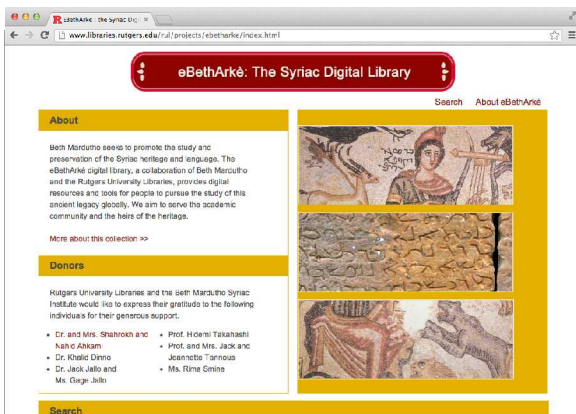 eBethArkè : the Syriac Digi
www.libraries.rutgers.edu/rul/projects/ebetharke/index.html
eBethArkè: The Syriac Digital Library
Search About eBethArkè
About
Beth Mardutho seeks to promote the study and
preservation of the Syriac heritage and language. The
eBethArkè digital library, a collaboration of Beth Mardutho
and the Rutgers University Libraries, provides digital
resources and tools for people to pursue the study of this
ancient legacy globally. We aim to serve the academic
community and the heirs of the heritage.
More about this collection >>
Donors
Rutgers University Libraries and the Beth Mardutho Syriac
Institute would like to express their gratitude to the following
individuals for their generous support.
Dr. and Mrs. Shahrokh and
Nahid Ahkami
Dr. Khalid Dinno
Dr. Jack Jallo and
Ms. Gage Jallo
Prof. Hidemi Takahashi
Prof. and Mrs. Jack and
Jeannette Tannous
Ms. Rima Smine
Search